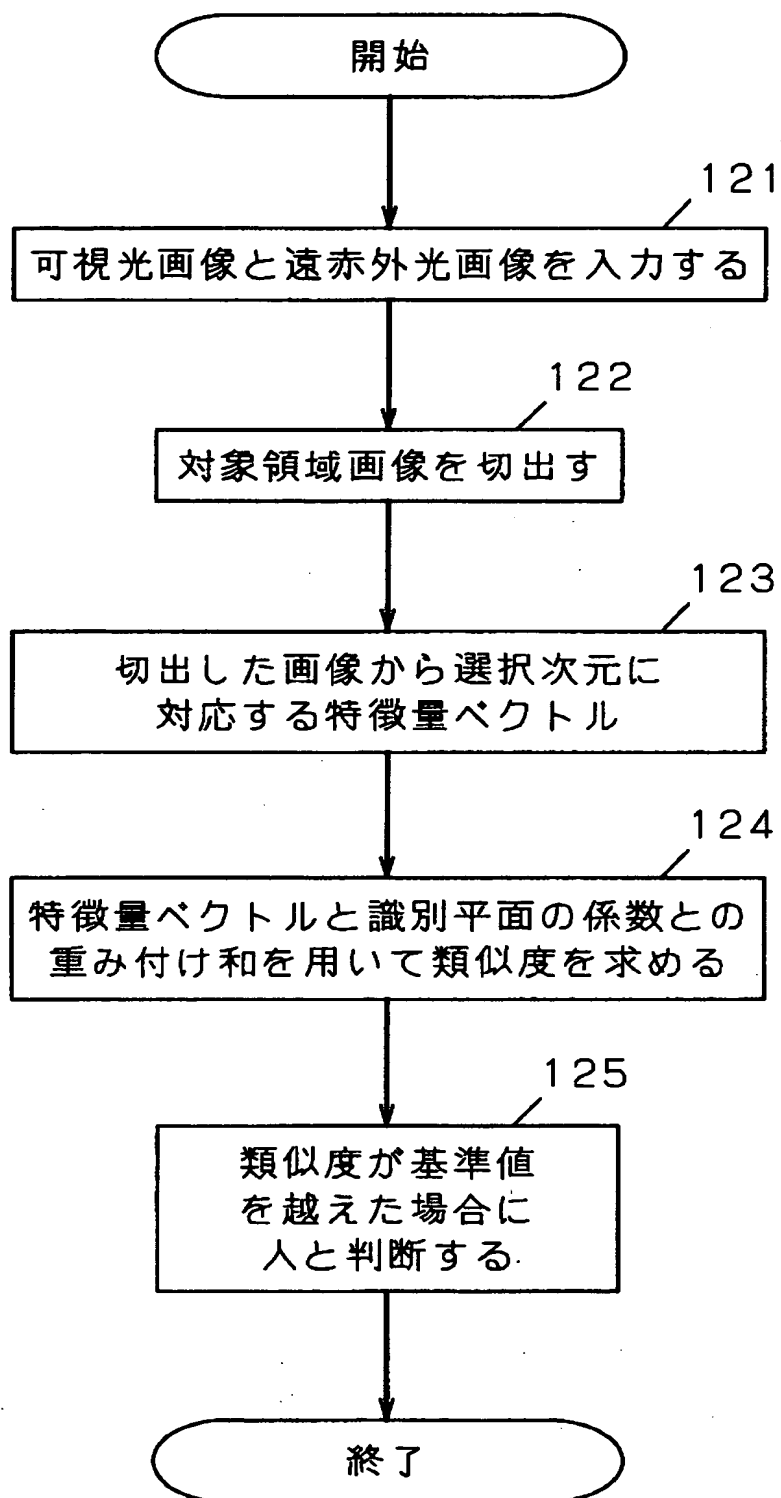 開始
121
可視光画像と遠赤外光画像を入力する
122
対象領域画像を切出す
123
切出した画像から選択次元に
対応する特徴量ベクトル
124
特徴量ベクトルと識別平面の係数との
重み付け和を用いて類似度を求める
125
類似度が基準値
を越えた場合に
人と判断する
終了